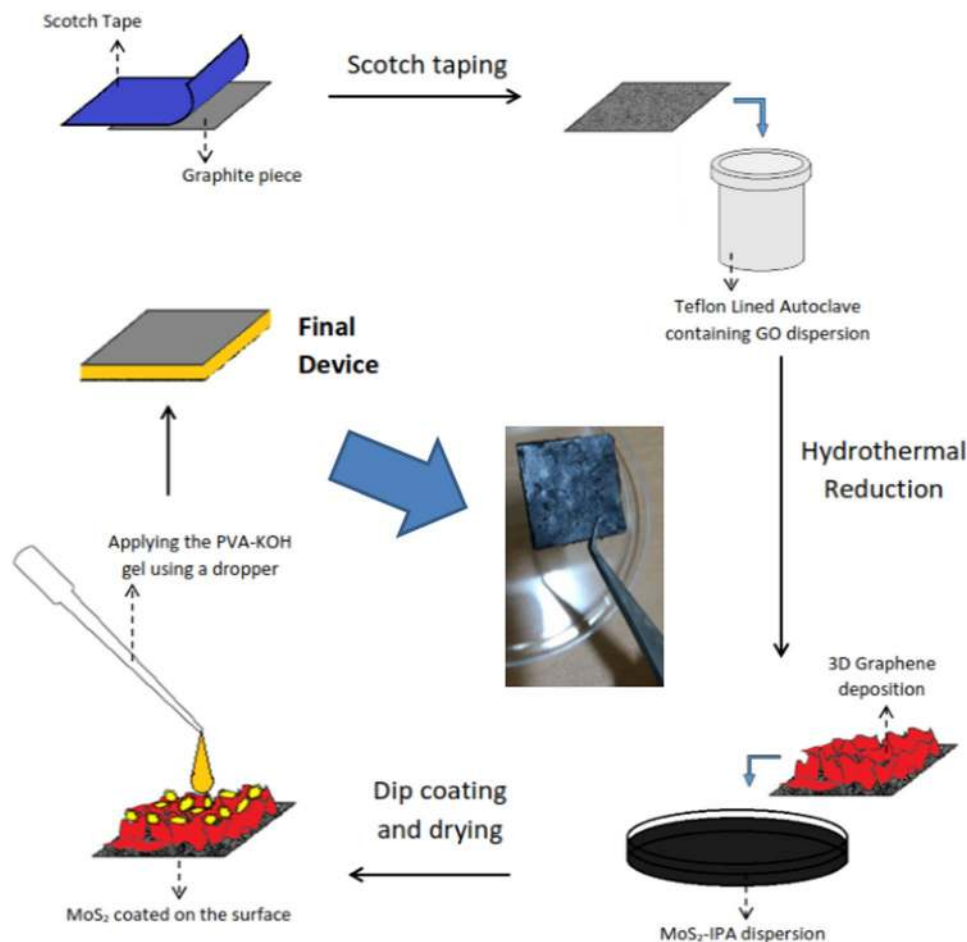 Scotch Tape
Scotch taping
Graphite piece
Teflon Lined Autoclave
containing GO dispersion
Hydrothermal
Reduction
3D Graphene
deposition
MoS₂-IPA dispersion
Dip coating
and drying
MoS₂ coated on the surface
Applying the PVA-KOH
gel using a dropper
Final
Device